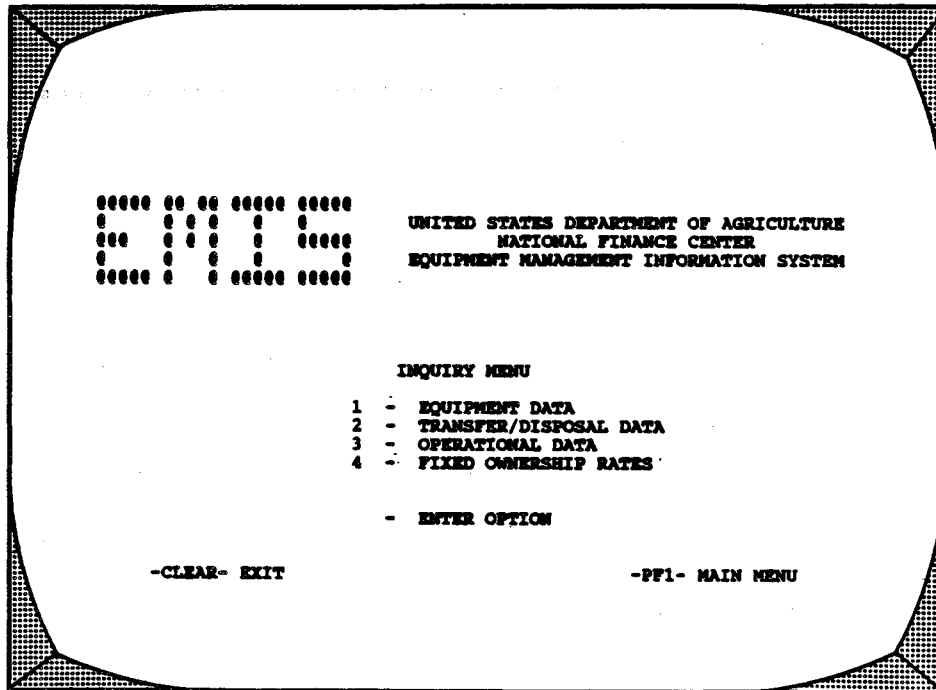 EMIS
UNITED STATES DEPARTMENT OF AGRICULTURE
NATIONAL FINANCE CENTER
EQUIPMENT MANAGEMENT INFORMATION SYSTEM
INQUIRY MENU
1 - EQUIPMENT DATA
2 - TRANSFER/DISPOSAL DATA
3 - OPERATIONAL DATA
4 - FIXED OWNERSHIP RATES
- ENTER OPTION
-CLEAR- EXIT -PF1- MAIN MENU